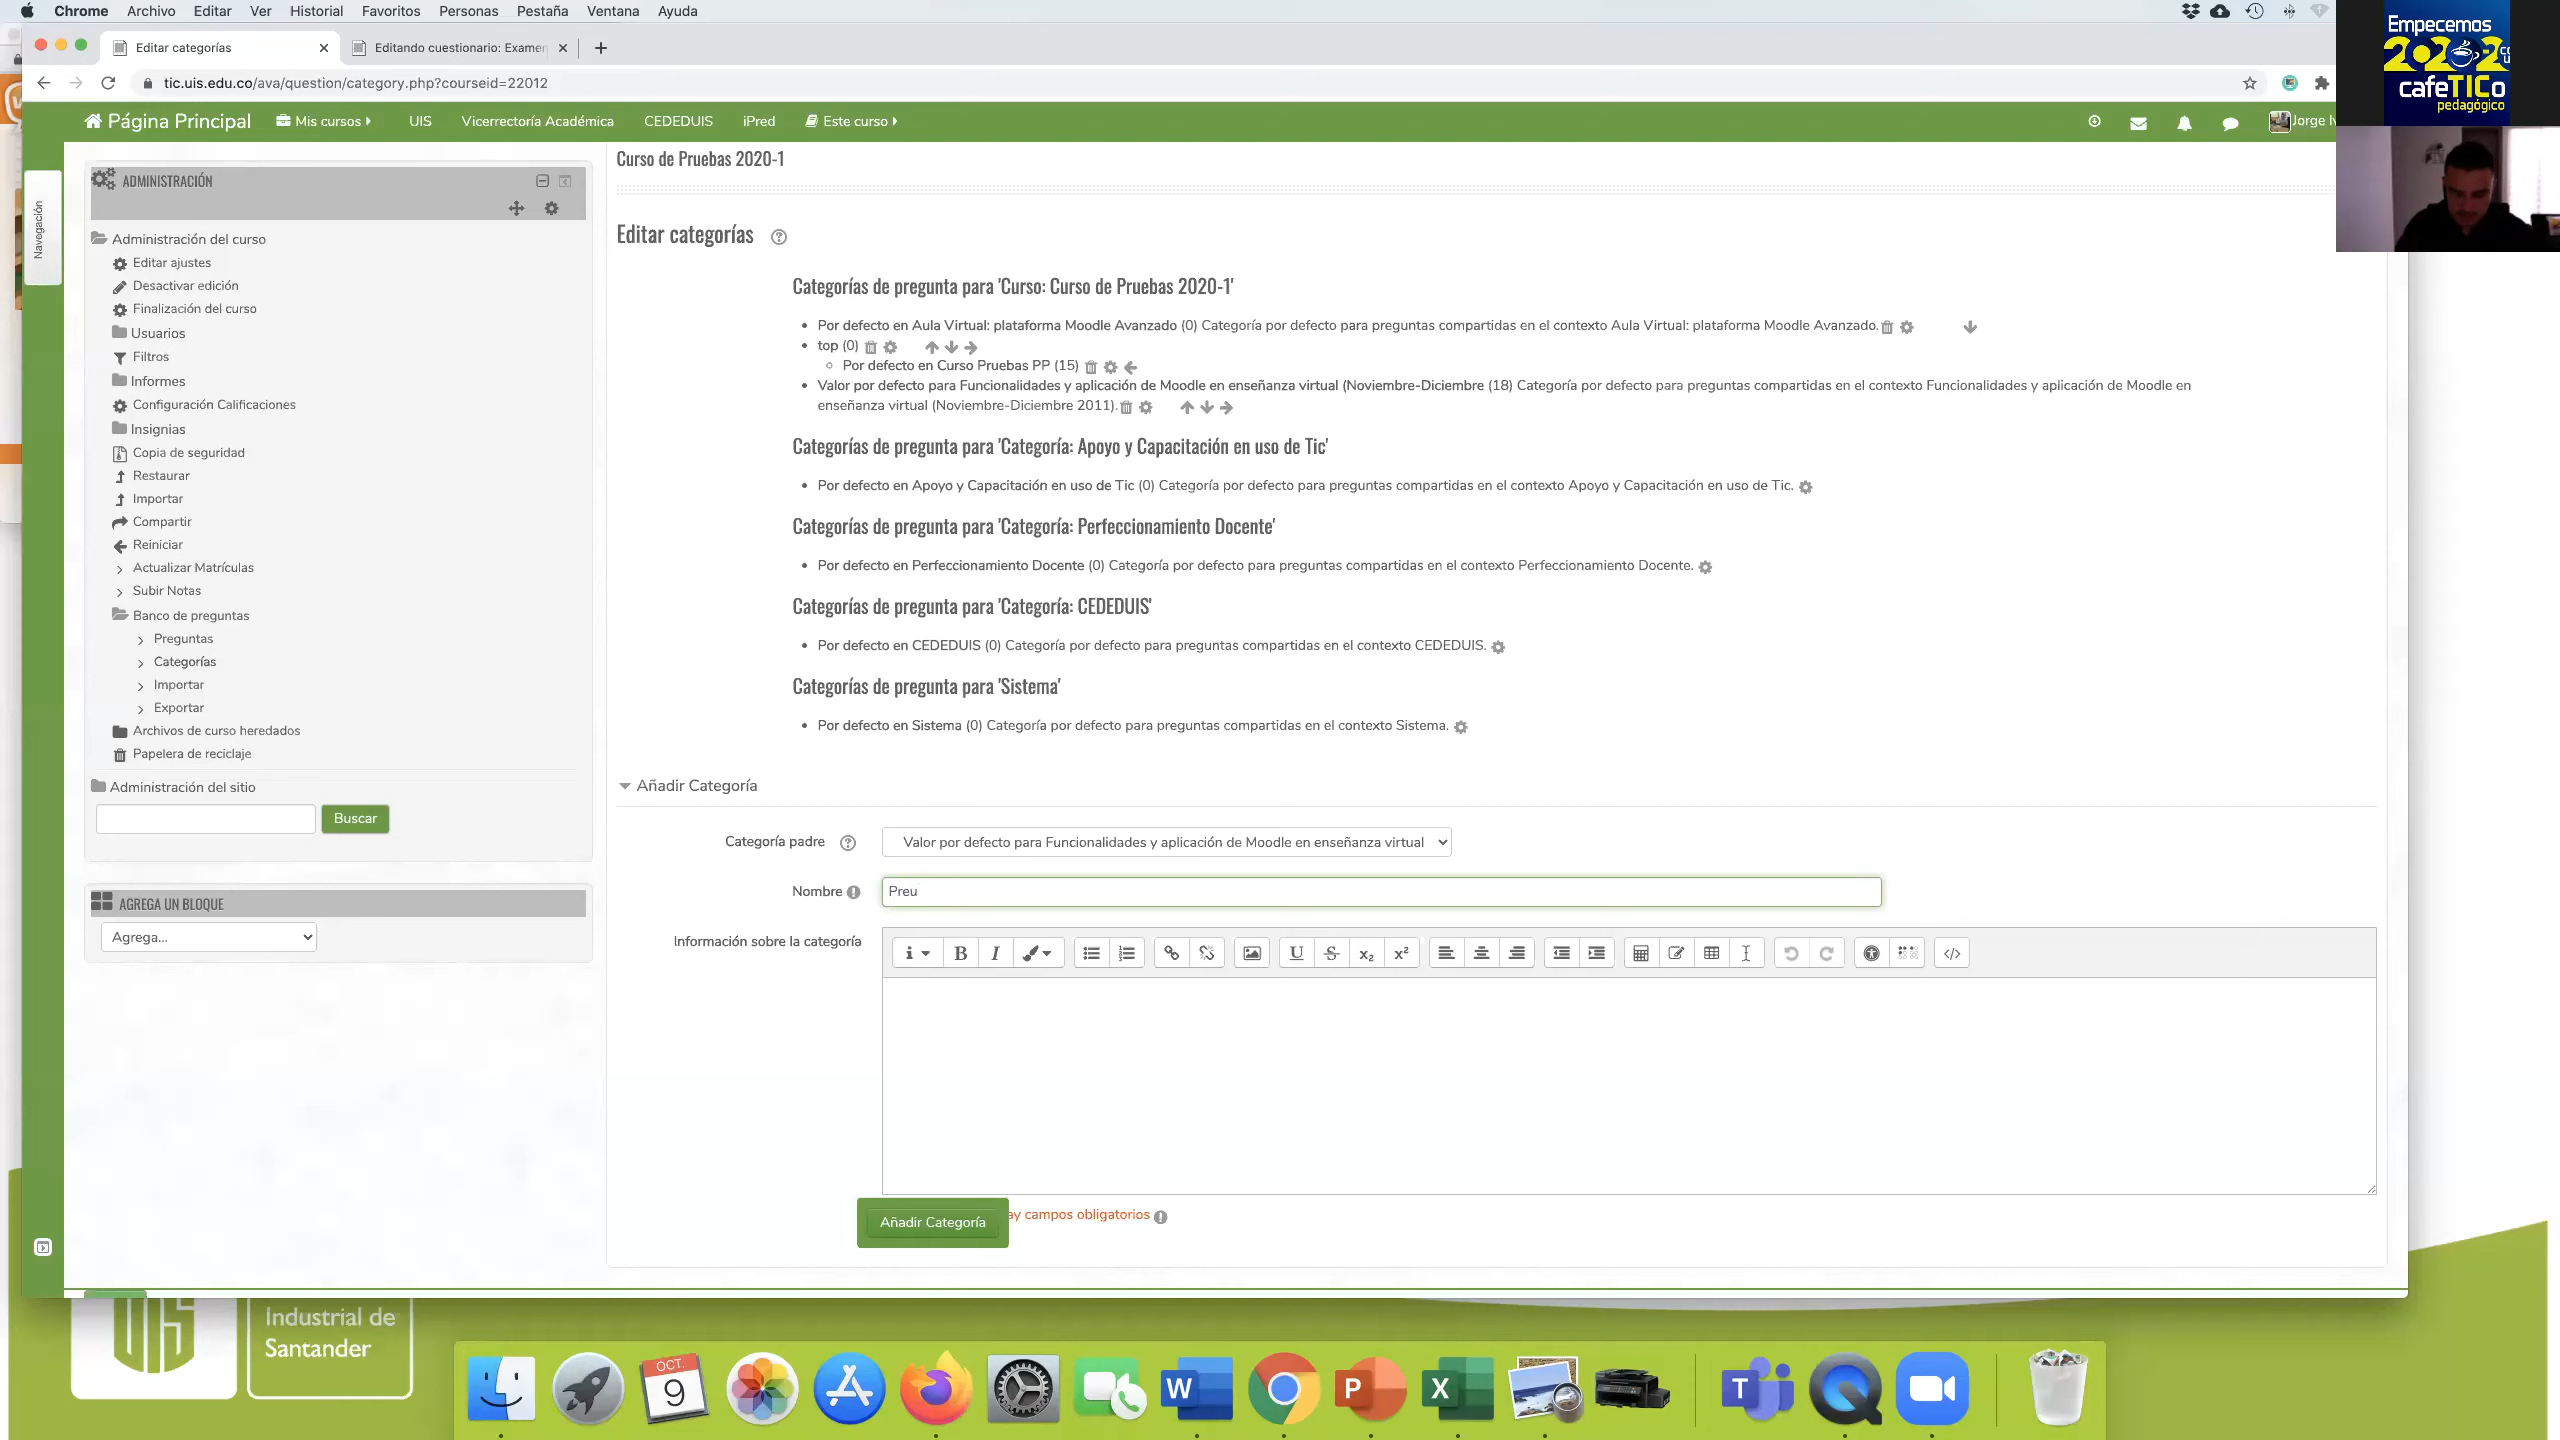 Chrome Archivo Editar Ver Historial Favoritos Personas Pestaña Ventana Ayuda
Editar categorías
Editando cuestionario: Examen
tic.uis.edu.co/ava/question/category.php?courseid=22012
Página Principal Mis cursos UIS Vicerrectoría Académica CEDEDUIS iPred Este curso Jorge Iv
Empecemos
2020-2
cafeTICo
pedagógico
Navegación
ADMINISTRACIÓN
Administración del curso
Editar ajustes
Desactivar edición
Finalización del curso
Usuarios
Filtros
Informes
Configuración Calificaciones
Insignias
Copia de seguridad
Restaurar
Importar
Compartir
Reiniciar
Actualizar Matrículas
Subir Notas
Banco de preguntas
Preguntas
Categorías
Importar
Exportar
Archivos de curso heredados
Papelera de reciclaje
Administración del sitio
Buscar
AGREGA UN BLOQUE
Agrega...
Curso de Pruebas 2020-1
Editar categorías
Categorías de pregunta para 'Curso: Curso de Pruebas 2020-1'
Por defecto en Aula Virtual: plataforma Moodle Avanzado (0) Categoría por defecto para preguntas compartidas en el contexto Aula Virtual: plataforma Moodle Avanzado.
top (0)
Por defecto en Curso Pruebas PP (15)
Valor por defecto para Funcionalidades y aplicación de Moodle en enseñanza virtual (Noviembre-Diciembre (18) Categoría por defecto para preguntas compartidas en el contexto Funcionalidades y aplicación de Moodle en
enseñanza virtual (Noviembre-Diciembre 2011).
Categorías de pregunta para 'Categoría: Apoyo y Capacitación en uso de Tic'
Por defecto en Apoyo y Capacitación en uso de Tic (0) Categoría por defecto para preguntas compartidas en el contexto Apoyo y Capacitación en uso de Tic.
Categorías de pregunta para 'Categoría: Perfeccionamiento Docente'
Por defecto en Perfeccionamiento Docente (0) Categoría por defecto para preguntas compartidas en el contexto Perfeccionamiento Docente.
Categorías de pregunta para 'Categoría: CEDEDUIS'
Por defecto en CEDEDUIS (0) Categoría por defecto para preguntas compartidas en el contexto CEDEDUIS.
Categorías de pregunta para 'Sistema'
Por defecto en Sistema (0) Categoría por defecto para preguntas compartidas en el contexto Sistema.
Añadir Categoría
Categoría padre
Valor por defecto para Funcionalidades y aplicación de Moodle en enseñanza virtual
Nombre
Preu
Información sobre la categoría
Añadir Categoría
ay campos obligatorios
Industrial de
Santander
OCT.
9